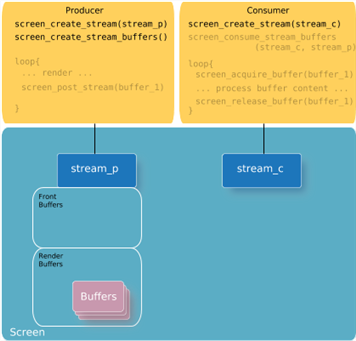 Producer
screen_create_stream(stream_p)
screen_create_stream_buffers()
loop{
... render ...
screen_post_stream(buffer_1)
}
Consumer
screen_create_stream(stream_c)
screen_consume_stream_buffers
(stream_c, stream_p)
loop{
screen_acquire_buffer(buffer_1)
... process buffer content ...
screen_release_buffer(buffer_1)
}
stream_p
stream_c
Front
Buffers
Render
Buffers
Buffers
Screen